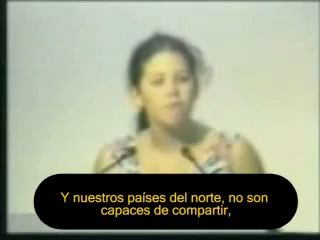 Y nuestros países del norte, no son
capaces de compartir,